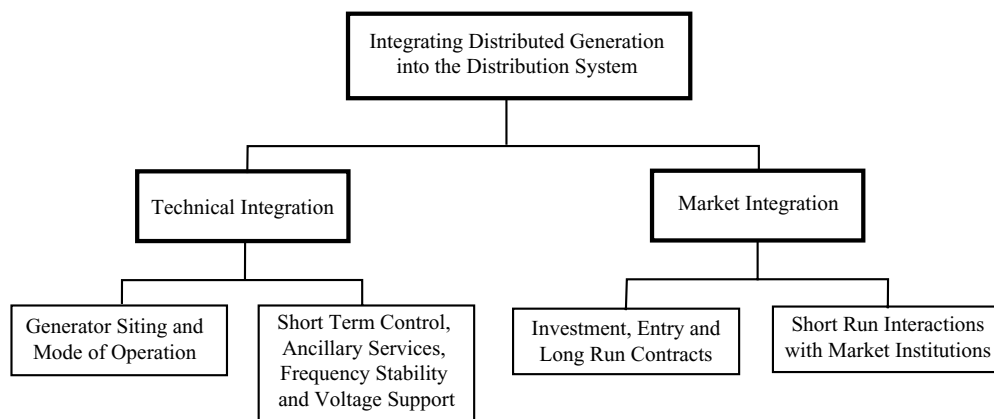 Integrating Distributed Generation
into the Distribution System
Technical Integration
Market Integration
Generator Siting and
Mode of Operation
Short Term Control,
Ancillary Services,
Frequency Stability
and Voltage Support
Investment, Entry and
Long Run Contracts
Short Run Interactions
with Market Institutions